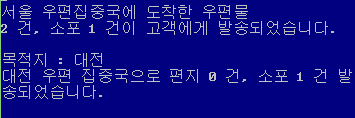 서울 우편집중국에 도착한 우편물
2 건, 소포 1 건이 고객에게 발송되었습니다.
목적지 : 대전
대전 우편 집중국으로 편지 0 건, 소포 1 건 발
송되었습니다.